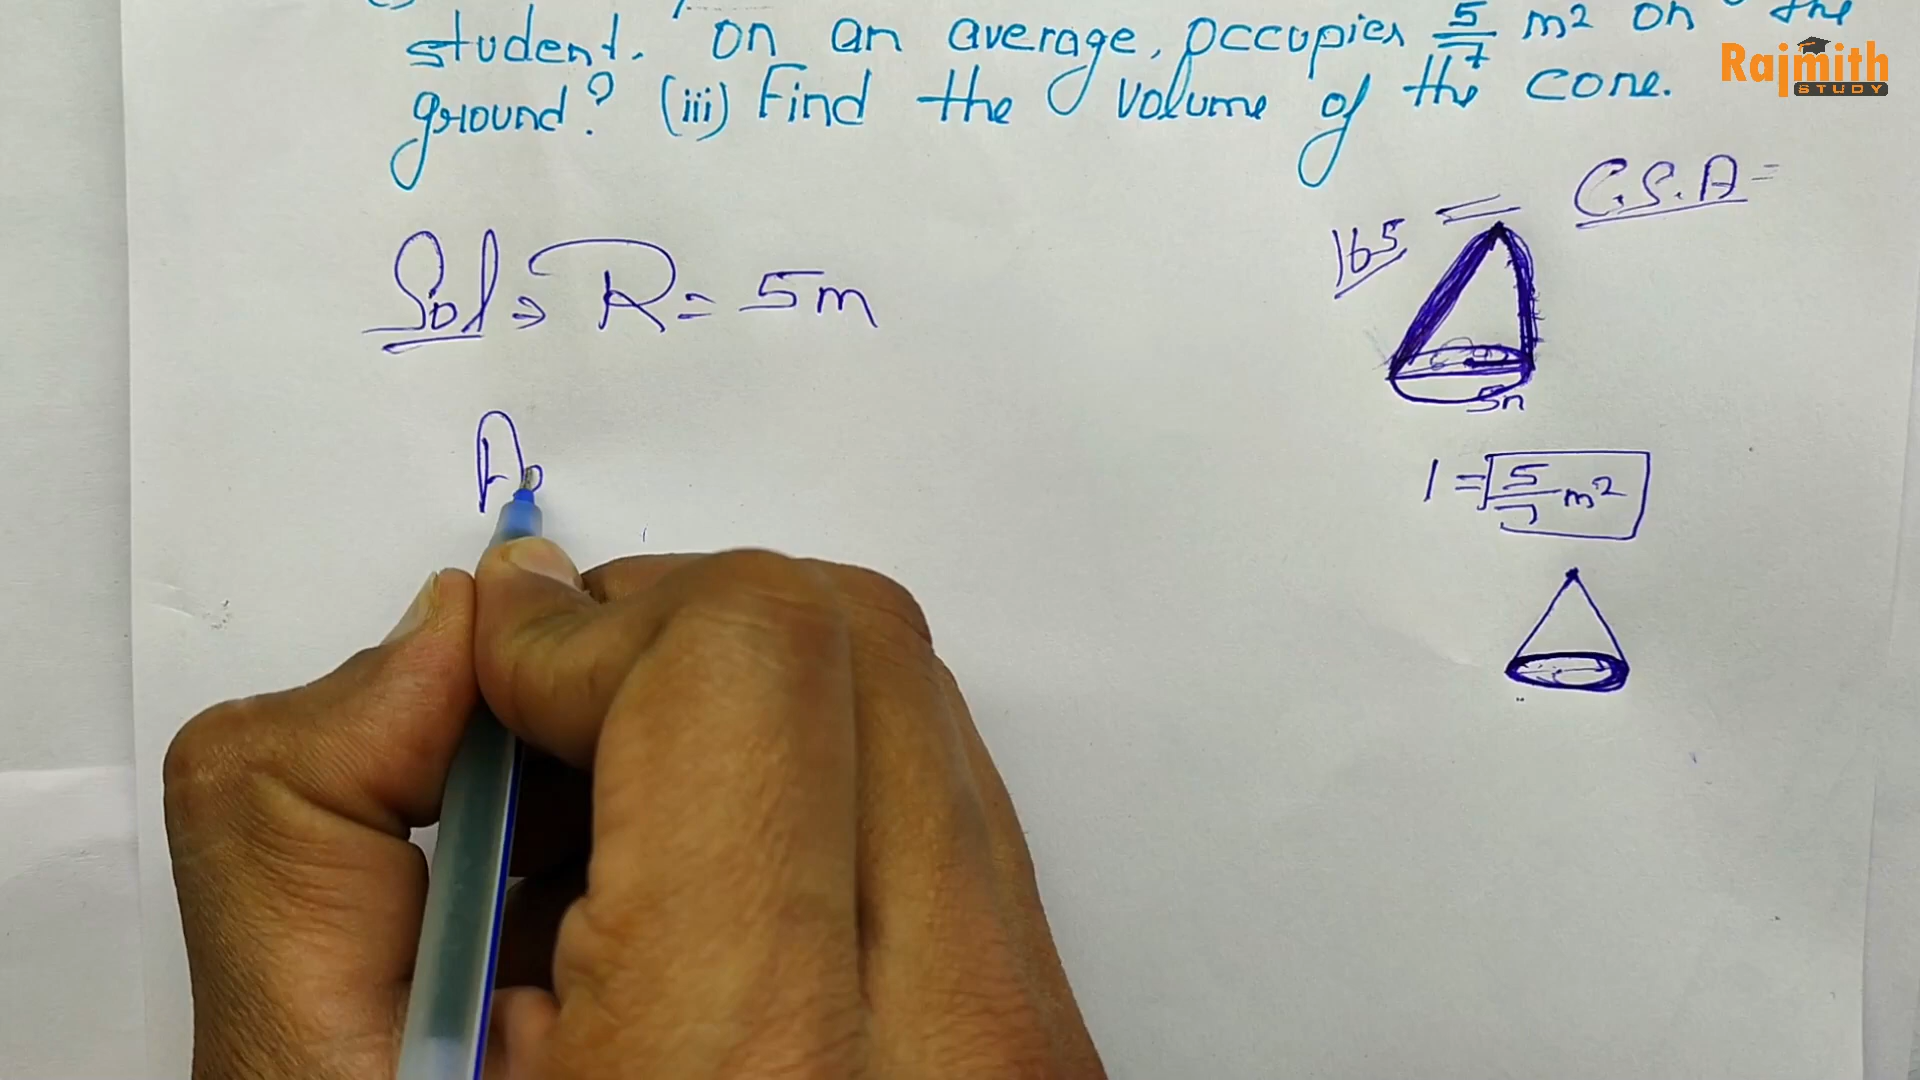 student. on an average, occupies 5/7 m² on the
ground? (iii) Find the volume of the cone.
Rajmith
STUDY
C.S.A =
165
Sol ⇒ R = 5m
5m
1 = 5/7 m²